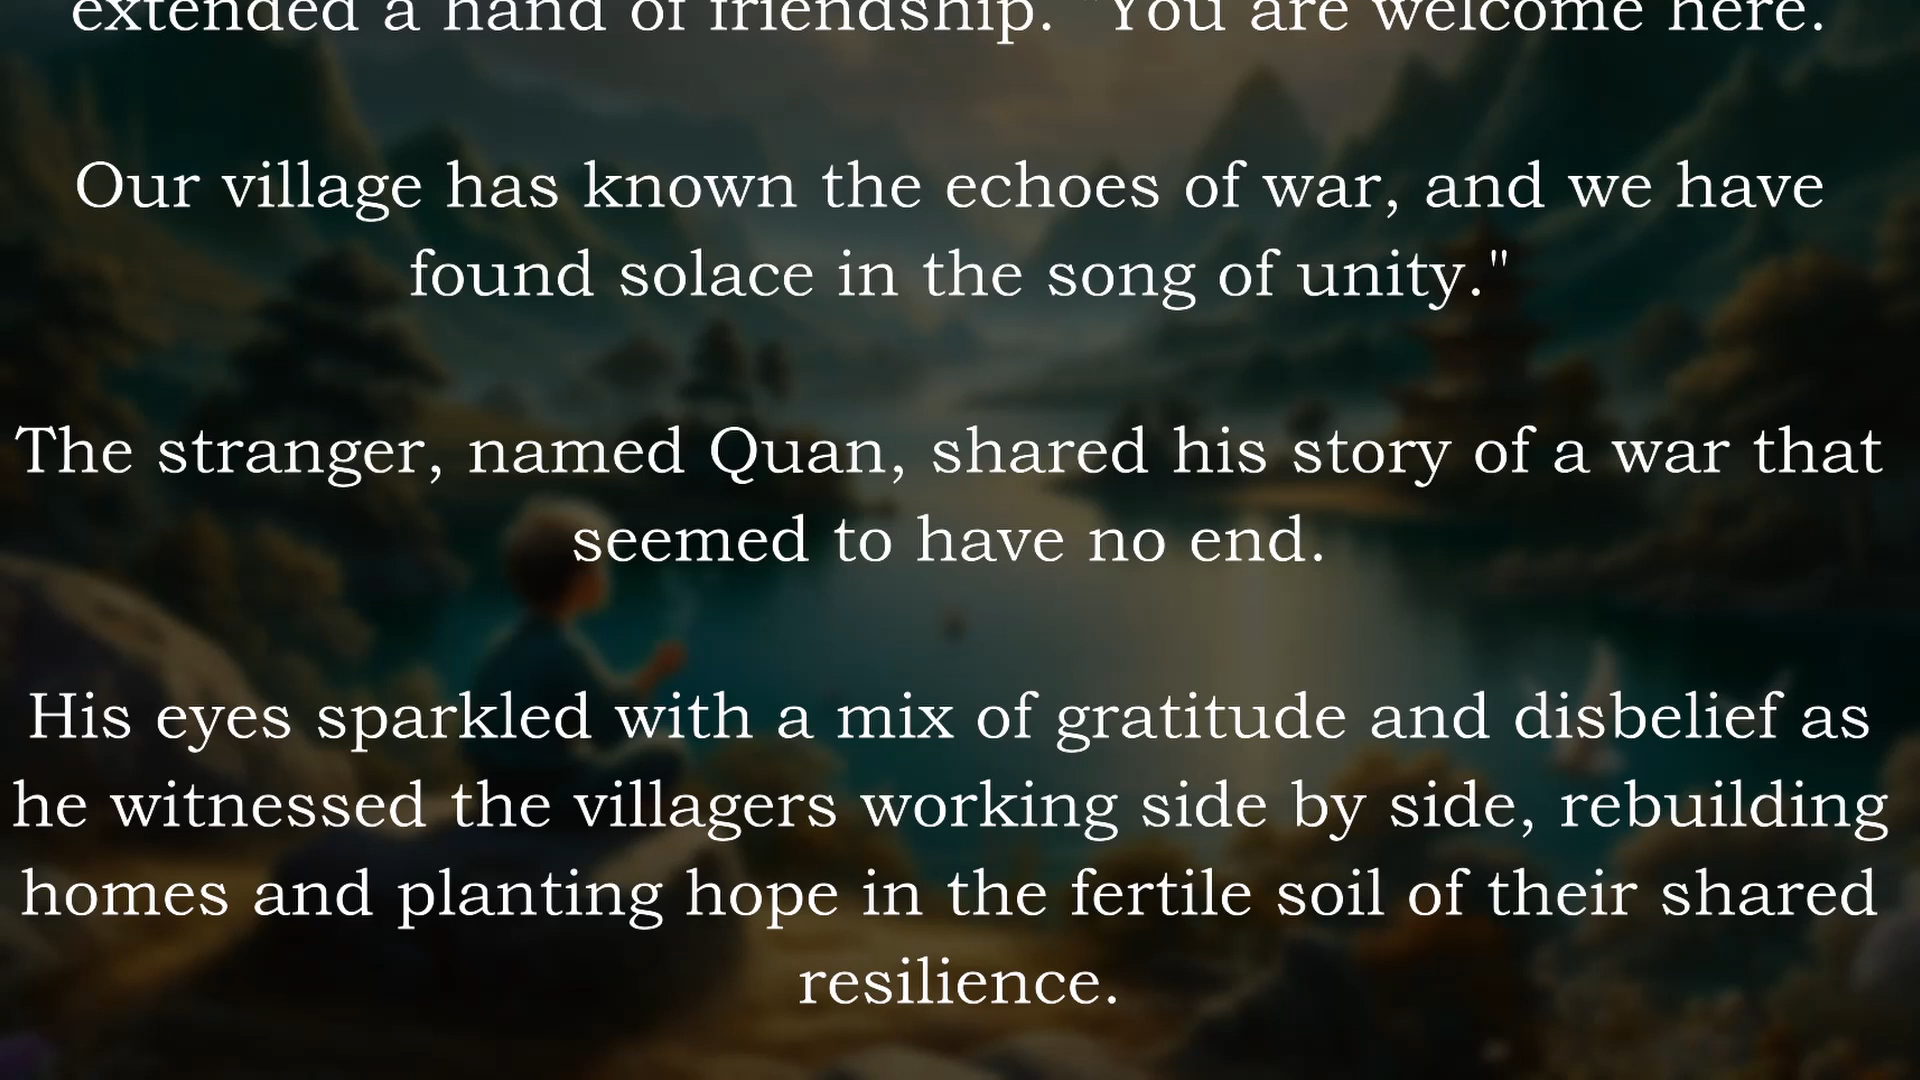 extended a hand of friendship. "You are welcome here.
Our village has known the echoes of war, and we have
found solace in the song of unity."
The stranger, named Quan, shared his story of a war that
seemed to have no end.
His eyes sparkled with a mix of gratitude and disbelief as
he witnessed the villagers working side by side, rebuilding
homes and planting hope in the fertile soil of their shared
resilience.